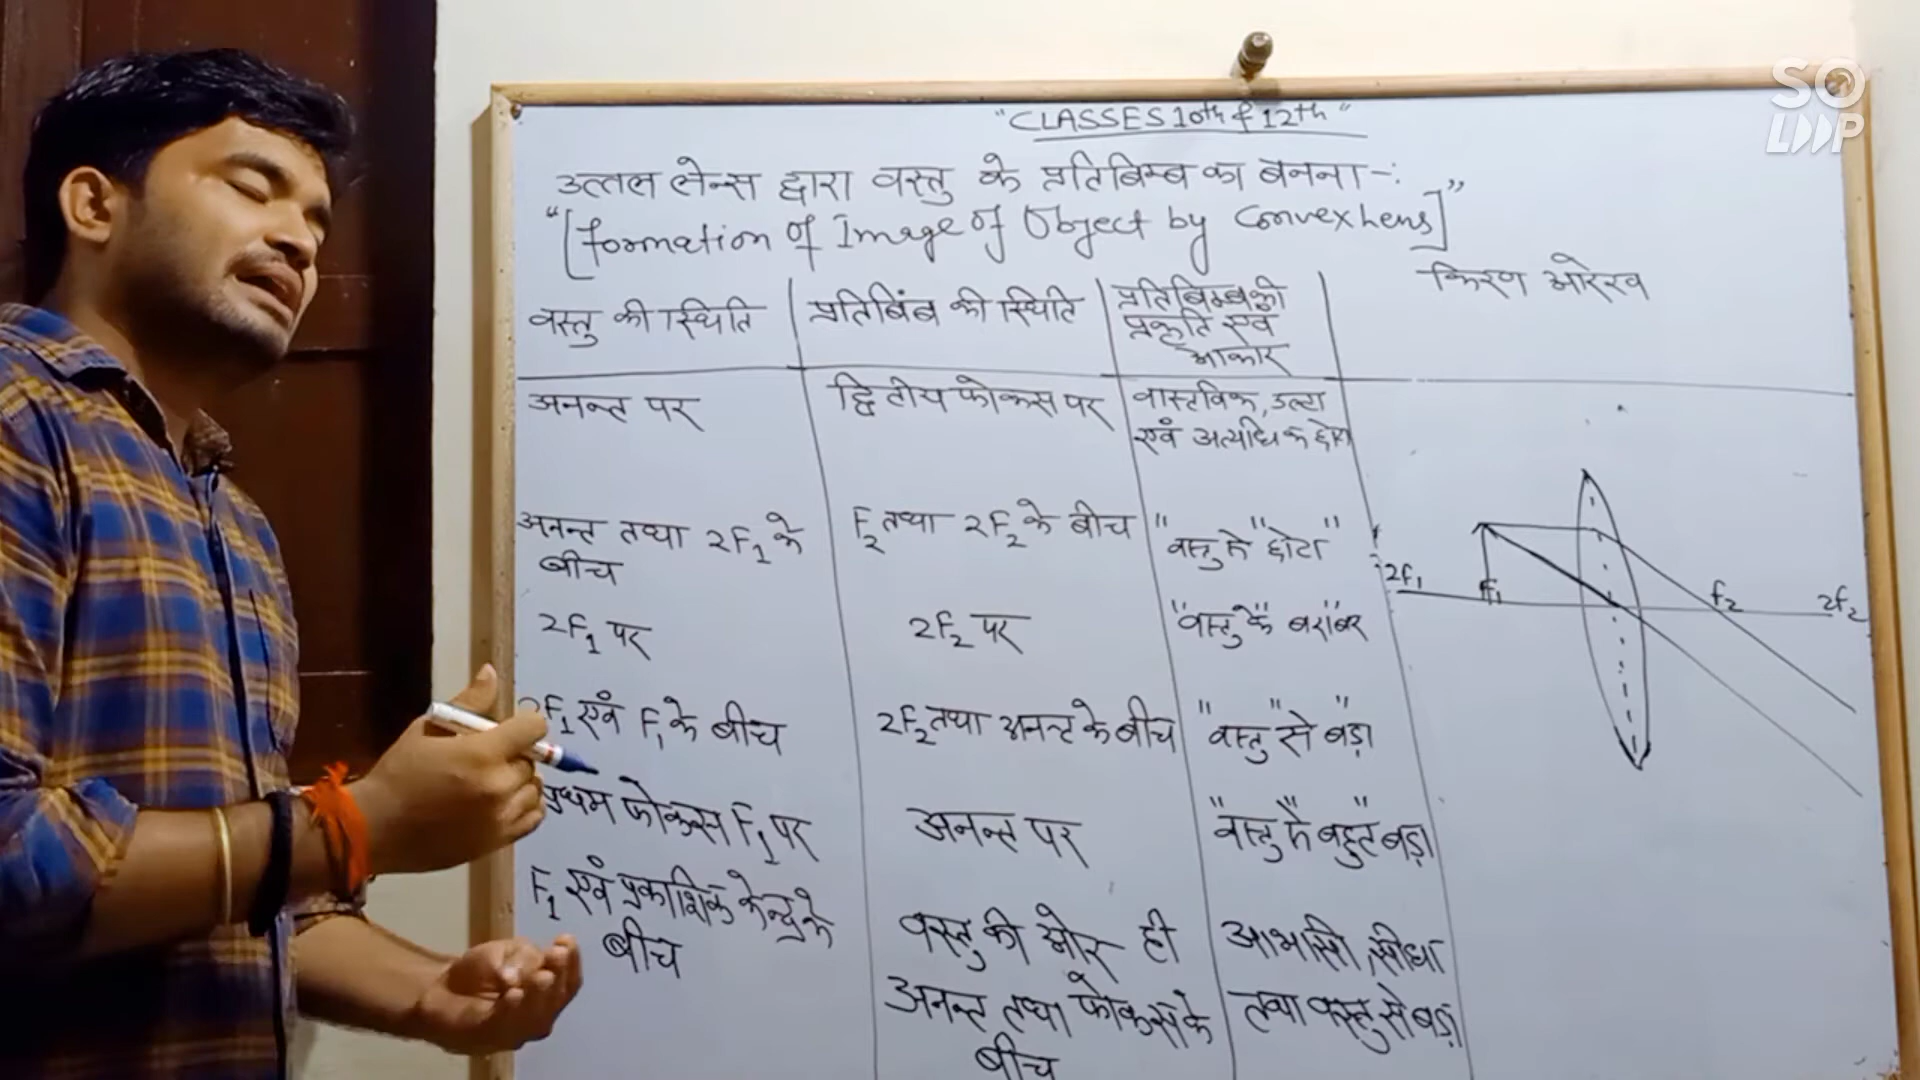 "CLASSES 10th & 12th"
उत्तल लेन्स द्वारा वस्तु के प्रतिबिम्ब का बनना -:
"[formation of Image of Object by Convex Lens]"
वस्तु की स्थिति
प्रतिबिंब की स्थिति
प्रतिबिम्ब की
प्रकृति एवं
आकार
किरण ओरेख
अनन्त पर
द्वितीय फोकस पर
वास्तविक, उल्टा
एवं अत्यधिक छोटा
अनन्त तथा 2F1 के
बीच
F2 तथा 2F2 के बीच
" " "
वस्तु से छोटा
2F1 पर
2F2 पर
" " "
वस्तु के बराबर
2F1 एवं F1 के बीच
2F2 तथा अनन्त के बीच
" " "
वस्तु से बड़ा
प्रथम फोकस F1 पर
अनन्त पर
" " "
वस्तु से बहुत बड़ा
F1 एवं प्रकाशिक केन्द्र के
बीच
वस्तु की ओर ही
अनन्त तथा फोकस के
बीच
आभासी, सीधा
तथा वस्तु से बड़ा
2f1
f1
f2
2f2
SO
LOOP